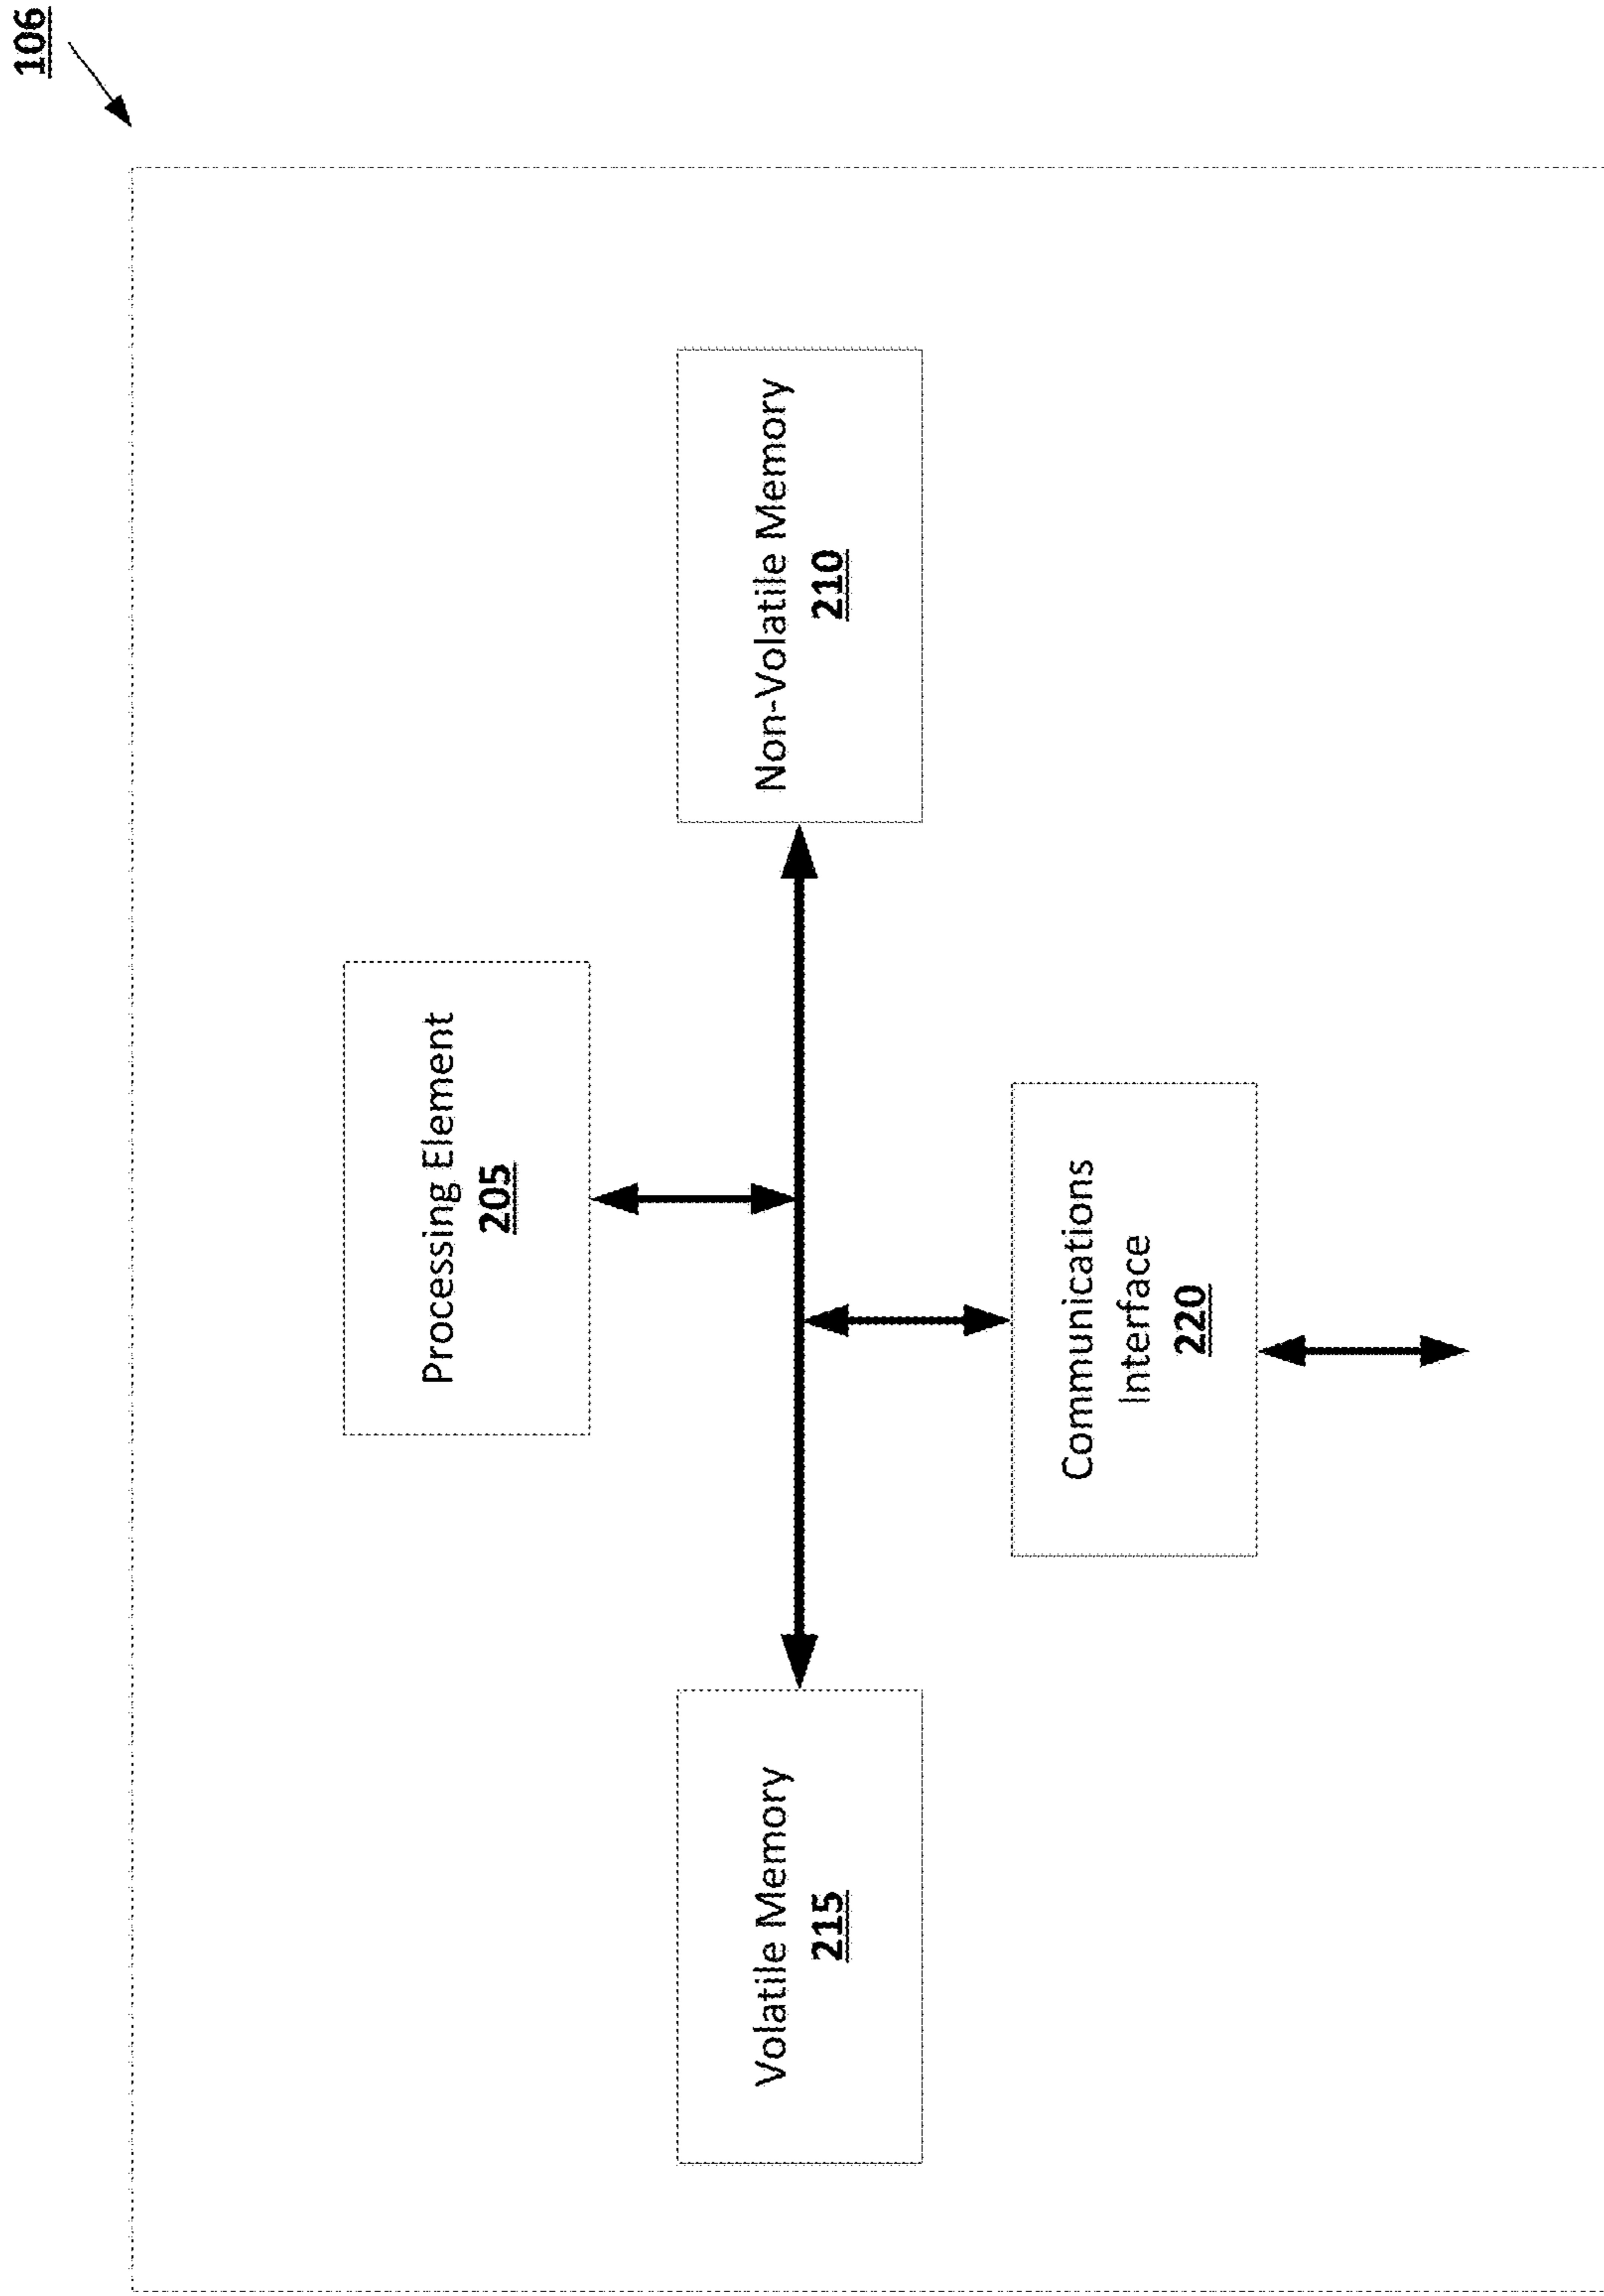 106
Processing Element
205
Volatile Memory
215
Non-Volatile Memory
210
Communications
Interface
220